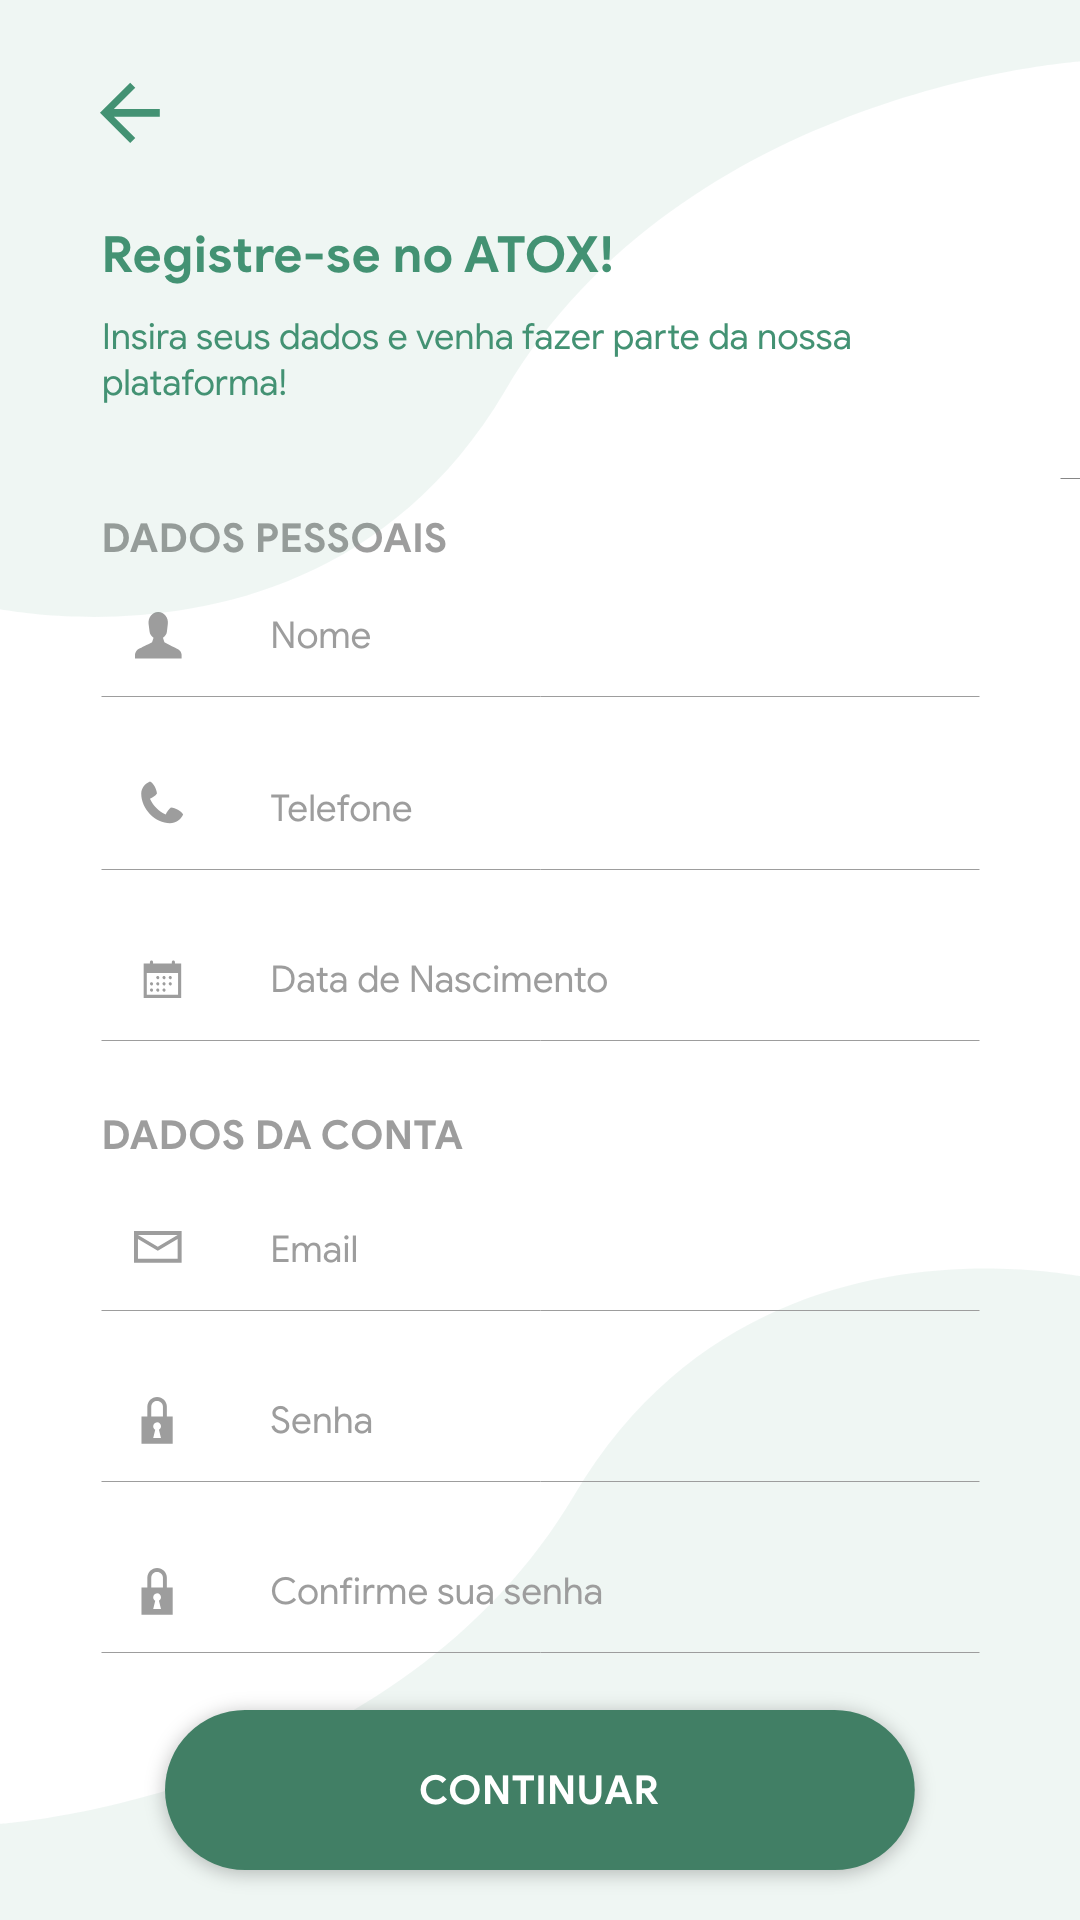 Registre-se no ATOX!
Insira seus dados e venha fazer parte da nossa
plataforma!
DADOS PESSOAIS
Nome
Telefone
Data de Nascimento
DADOS DA CONTA
Email
Senha
Confirme sua senha
CONTINUAR